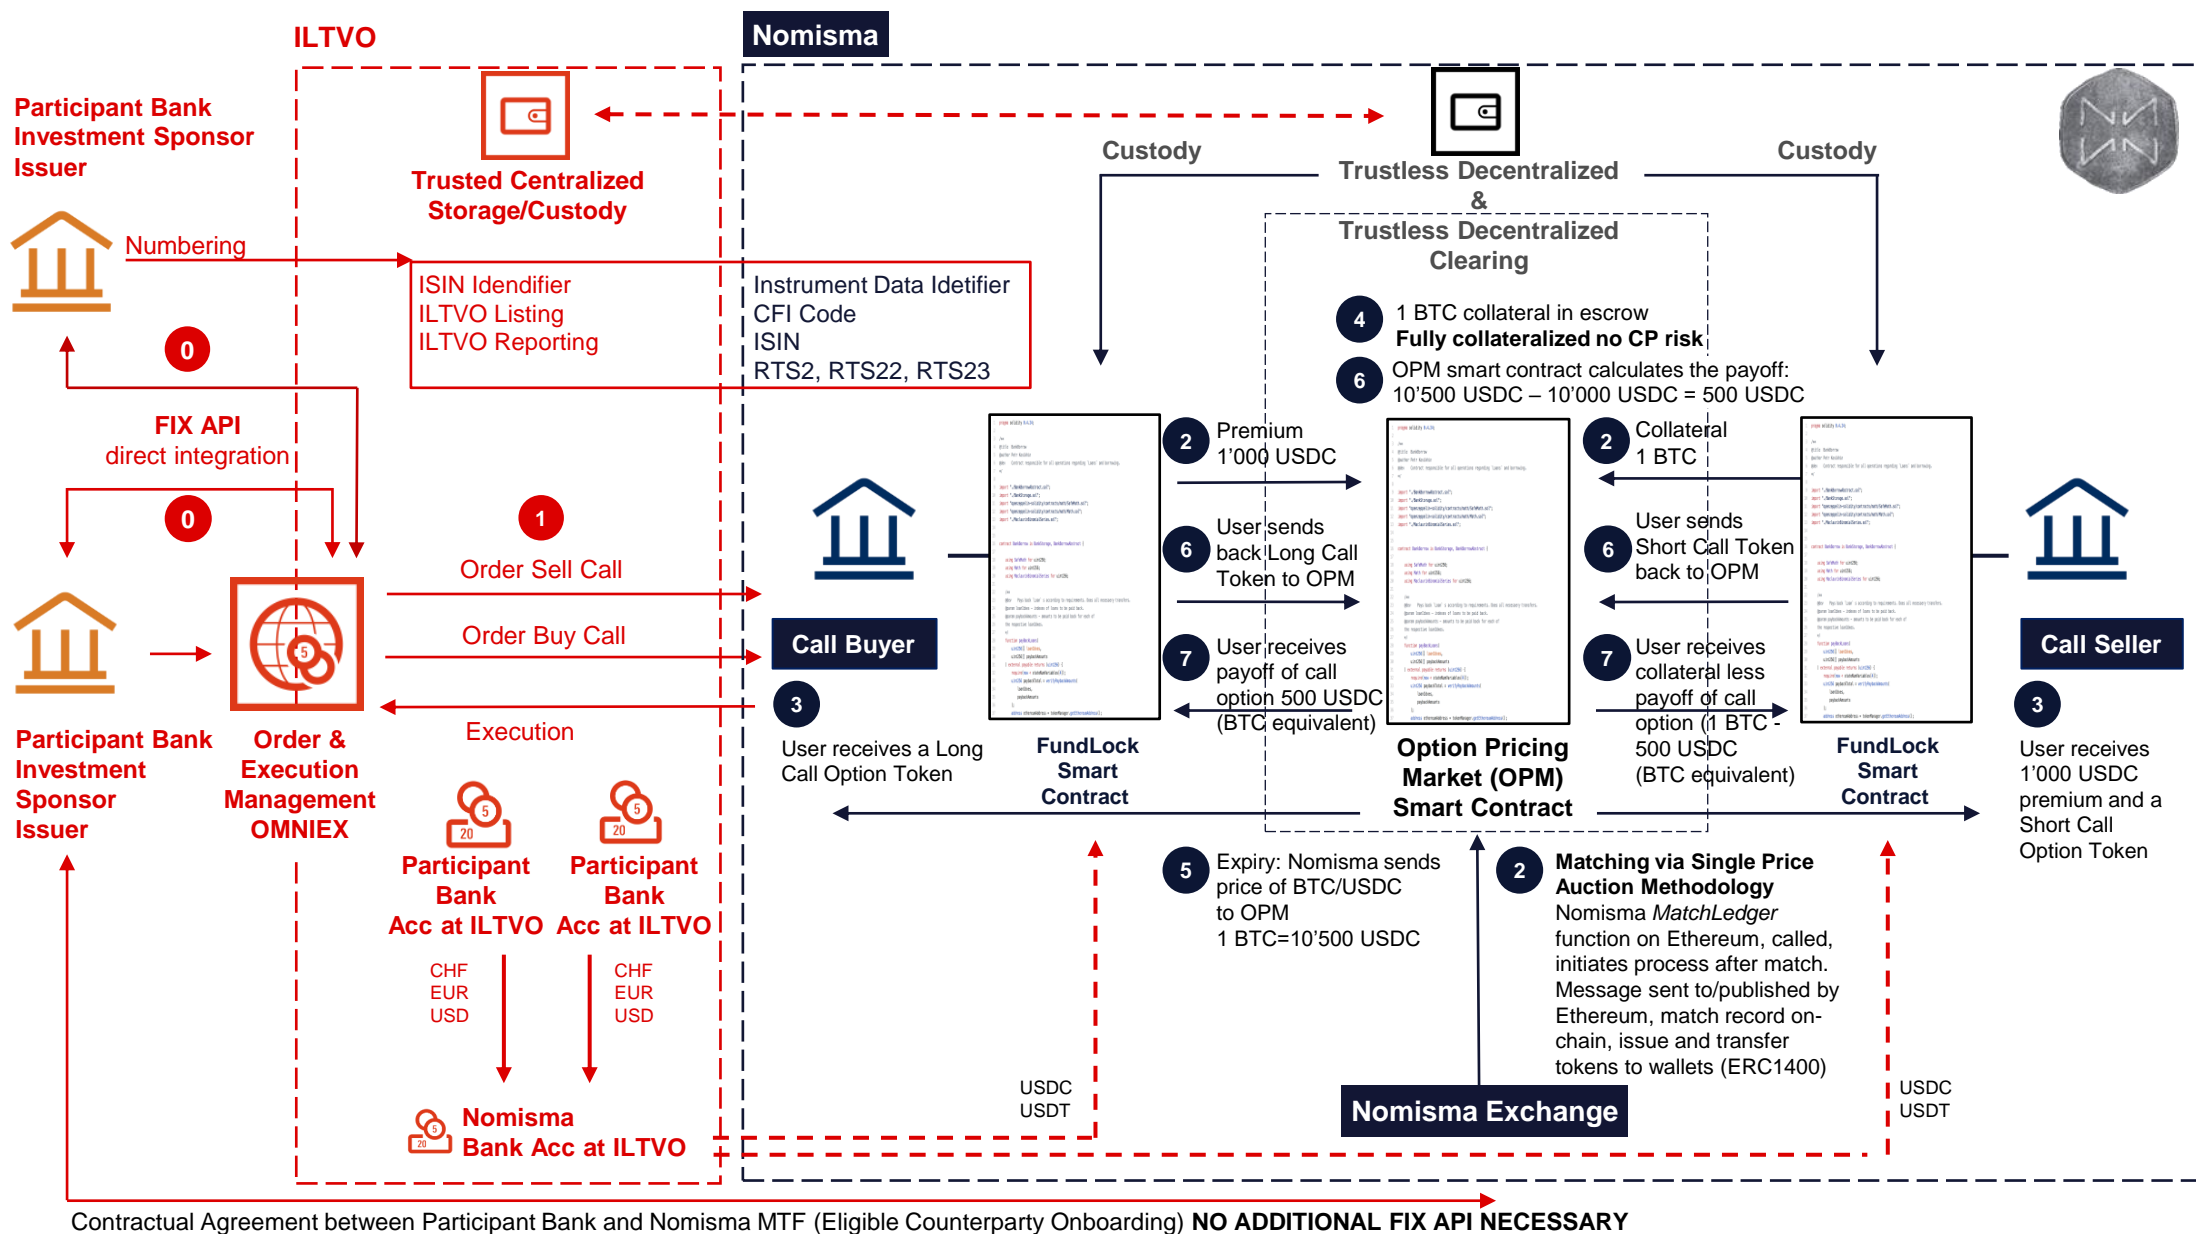 ILTVO
Nomisma
Participant Bank
Investment Sponsor
Issuer
Trusted Centralized
Storage/Custody
Custody
Custody
Trustless Decentralized
&
Trustless Decentralized
Clearing
Numbering
ISIN Idendifier
ILTVO Listing
ILTVO Reporting
Instrument Data Idetifier
CFI Code
ISIN
RTS2, RTS22, RTS23
4
1 BTC collateral in escrow
Fully collateralized no CP risk
6
OPM smart contract calculates the payoff:
10’500 USDC – 10’000 USDC = 500 USDC
0
FIX API
direct integration
0
1
Order Sell Call
Order Buy Call
Execution
Call Buyer
3
User receives a Long
Call Option Token
2
Premium
1’000 USDC
6
User sends
back Long Call
Token to OPM
7
User receives
payoff of call
option 500 USDC
(BTC equivalent)
2
Collateral
1 BTC
6
User sends
Short Call Token
back to OPM
7
User receives
collateral less
payoff of call
option (1 BTC -
500 USDC
(BTC equivalent)
Call Seller
3
User receives
1’000 USDC
premium and a
Short Call
Option Token
FundLock
Smart
Contract
Option Pricing
Market (OPM)
Smart Contract
FundLock
Smart
Contract
Participant Bank
Investment
Sponsor
Issuer
5
Order &
Execution
Management
OMNIEX
5
20
Participant
Bank
Acc at ILTVO
5
20
Participant
Bank
Acc at ILTVO
CHF
EUR
USD
CHF
EUR
USD
5
20
Nomisma
Bank Acc at ILTVO
5
Expiry: Nomisma sends
price of BTC/USDC
to OPM
1 BTC=10’500 USDC
2
Matching via Single Price
Auction Methodology
Nomisma MatchLedger
function on Ethereum, called,
initiates process after match.
Message sent to/published by
Ethereum, match record on-
chain, issue and transfer
tokens to wallets (ERC1400)
USDC
USDT
Nomisma Exchange
USDC
USDT
Contractual Agreement between Participant Bank and Nomisma MTF (Eligible Counterparty Onboarding) NO ADDITIONAL FIX API NECESSARY